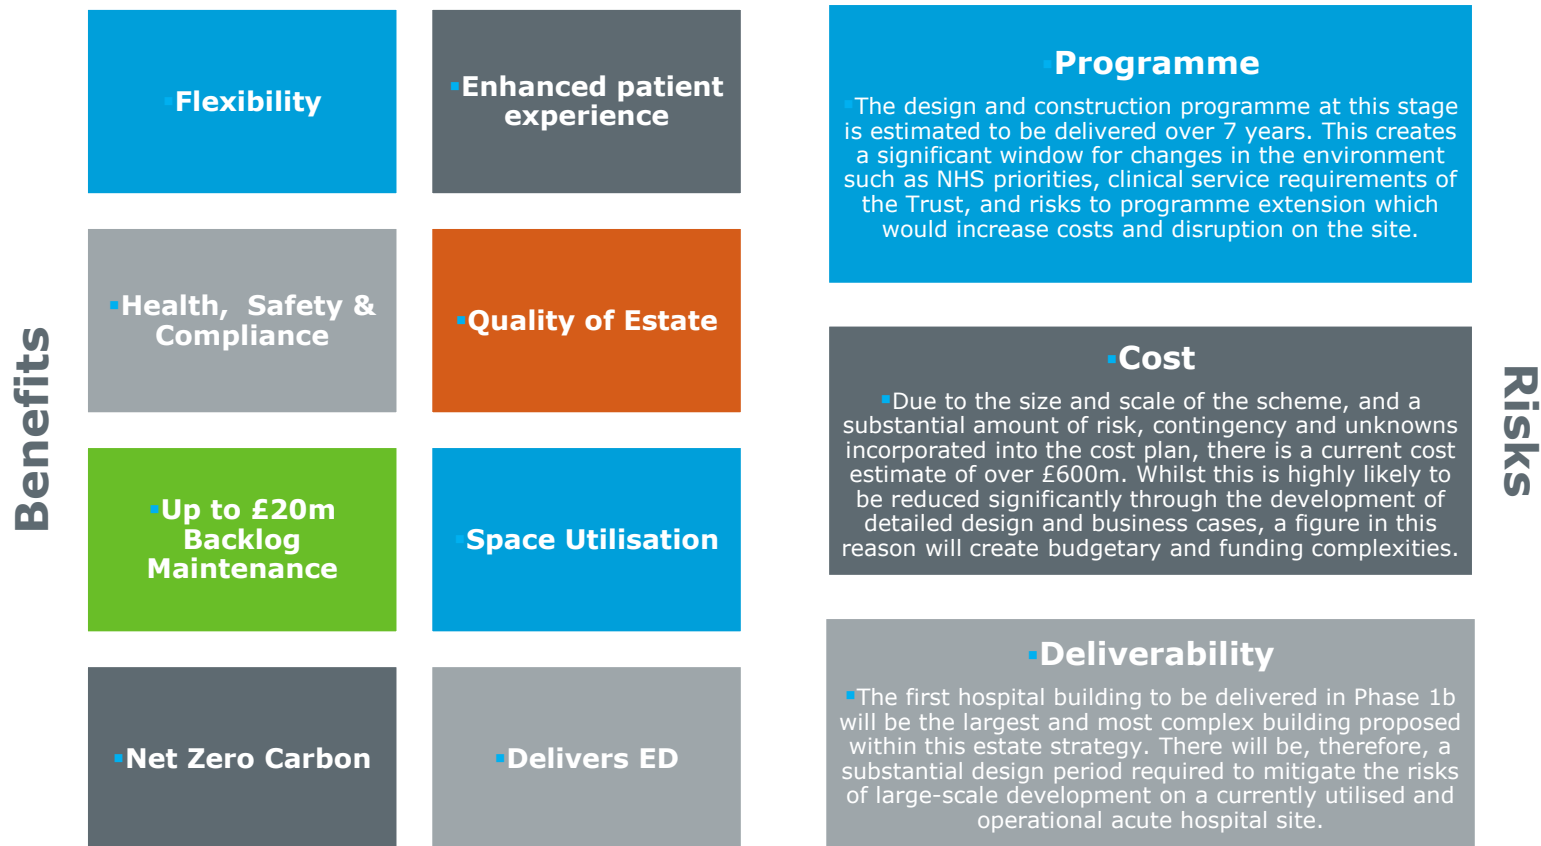 Benefits
▪Flexibility
▪Enhanced patient
experience
▪Health,  Safety &
Compliance
▪Quality of Estate
▪Up to £20m
Backlog
Maintenance
▪Space Utilisation
▪Net Zero Carbon
▪Delivers ED
▪Programme
▪The design and construction programme at this stage
is estimated to be delivered over 7 years. This creates
a significant window for changes in the environment
such as NHS priorities, clinical service requirements of
the Trust, and risks to programme extension which
would increase costs and disruption on the site.
▪Cost
▪Due to the size and scale of the scheme, and a
substantial amount of risk, contingency and unknowns
incorporated into the cost plan, there is a current cost
estimate of over £600m. Whilst this is highly likely to
be reduced significantly through the development of
detailed design and business cases, a figure in this
reason will create budgetary and funding complexities.
▪Deliverability
▪The first hospital building to be delivered in Phase 1b
will be the largest and most complex building proposed
within this estate strategy. There will be, therefore, a
substantial design period required to mitigate the risks
of large-scale development on a currently utilised and
operational acute hospital site.
Risks